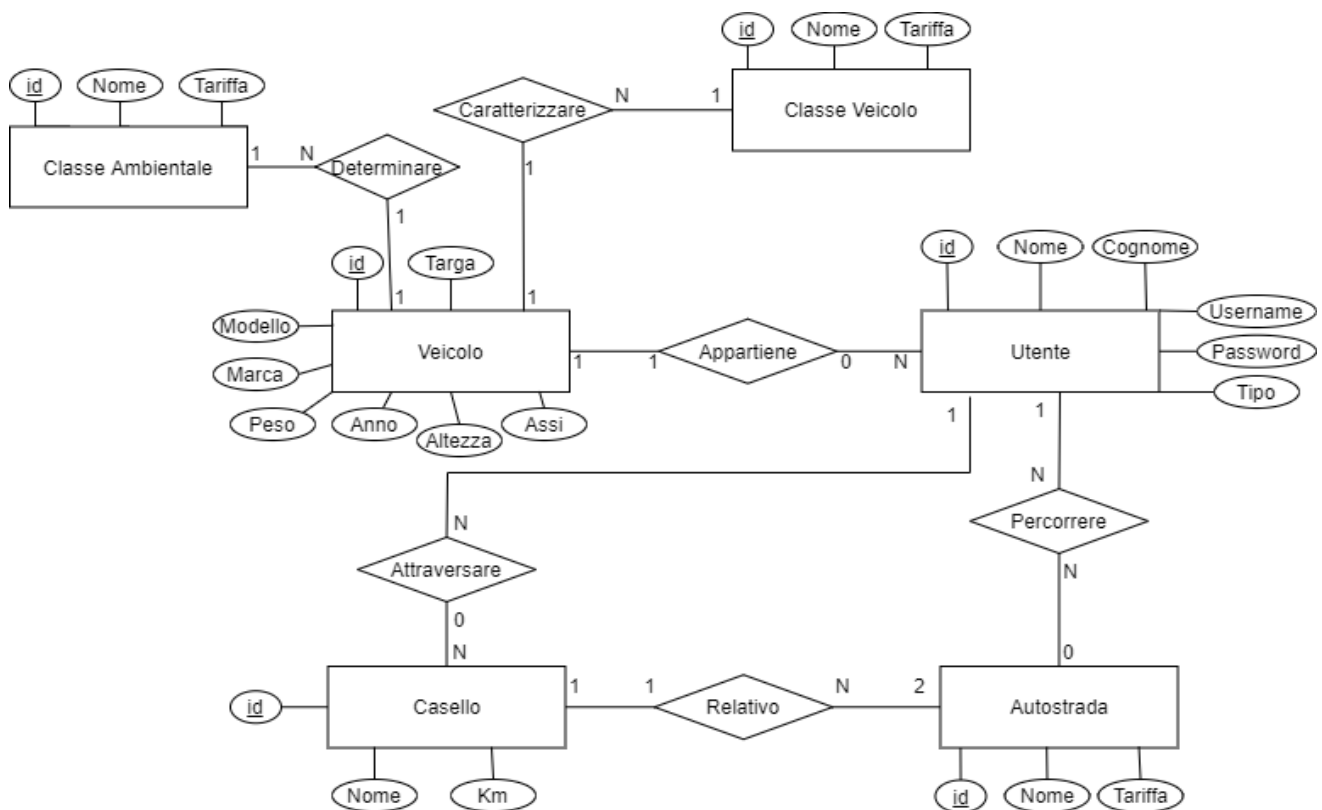 id Nome Tariffa
id Nome Tariffa
Caratterizzare N 1 Classe Veicolo
Classe Ambientale 1 N Determinare
1
1
id Targa
id Nome Cognome
1 1
Modello
Username
Veicolo 1 1 Appartiene 0 N Utente
Password
Marca
Tipo
Peso Anno Altezza Assi
1 1
N
N
Percorrere
Attraversare
N
0
N 0
id Casello 1 1 Relativo N 2 Autostrada
Nome Km
id Nome Tariffa